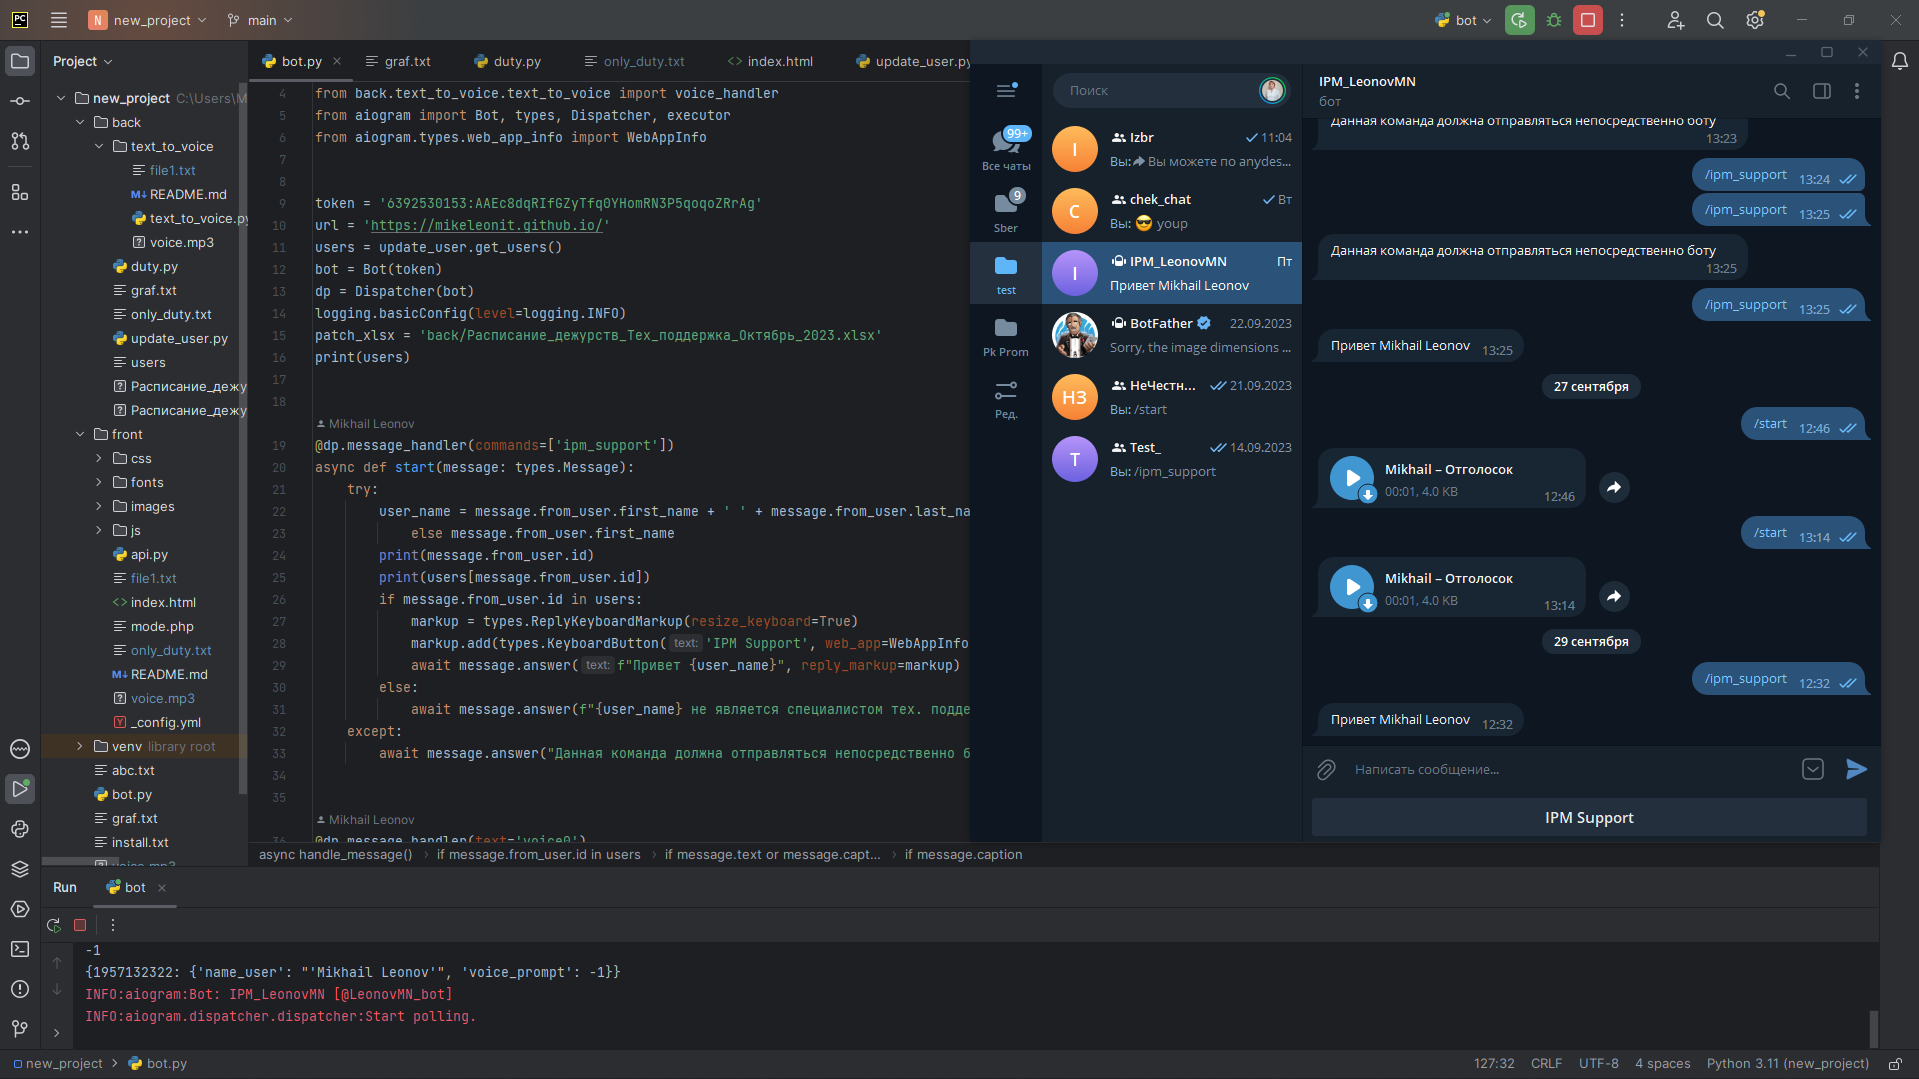 PC
N new_project
main
bot
Project
new_project C:\Users\M
back
text_to_voice
file1.txt
README.md
text_to_voice.py
voice.mp3
duty.py
graf.txt
only_duty.txt
update_user.py
users
Расписание_дежу
Расписание_дежу
front
css
fonts
images
js
api.py
file1.txt
index.html
mode.php
only_duty.txt
README.md
voice.mp3
_config.yml
venv library root
abc.txt
bot.py
graf.txt
install.txt
voice.mp3
bot.py
graf.txt
duty.py
only_duty.txt
index.html
update_user.py
4 from back.text_to_voice.text_to_voice import voice_handler
5 from aiogram import Bot, types, Dispatcher, executor
6 from aiogram.types.web_app_info import WebAppInfo
7
8
9 token = '6392530153:AAEc8dqRIfGZyTfq0YHomRN3P5qoqoZRrAg'
10 url = 'https://mikeleonit.github.io/'
11 users = update_user.get_users()
12 bot = Bot(token)
13 dp = Dispatcher(bot)
14 logging.basicConfig(level=logging.INFO)
15 patch_xlsx = 'back/Расписание_дежурств_Тех_поддержка_Октябрь_2023.xlsx'
16 print(users)
17
18
Mikhail Leonov
19 @dp.message_handler(commands=['ipm_support'])
20 async def start(message: types.Message):
21 try:
22 user_name = message.from_user.first_name + ' ' + message.from_user.last_na
23 else message.from_user.first_name
24 print(message.from_user.id)
25 print(users[message.from_user.id])
26 if message.from_user.id in users:
27 markup = types.ReplyKeyboardMarkup(resize_keyboard=True)
28 markup.add(types.KeyboardButton( text: 'IPM Support', web_app=WebAppInfo
29 await message.answer( text: f"Привет {user_name}", reply_markup=markup)
30 else:
31 await message.answer(f"{user_name} не является специалистом тех. подде
32 except:
33 await message.answer("Данная команда должна отправляться непосредственно б
34
35
Mikhail Leonov
36 @dp.message_handler(text='voice0')
async handle_message() › if message.from_user.id in users › if message.text or message.capt... › if message.caption
99+
Все чаты
9
Sber
test
Pk Prom
Ред.
Поиск
I
Izbr 11:04
Вы: Вы можете по anydes...
C
chek_chat Вт
Вы: 😎 youp
I
IPM_LeonovMN Пт
Привет Mikhail Leonov
BotFather 22.09.2023
Sorry, the image dimensions ...
НЗ
НеЧестн... 21.09.2023
Вы: /start
T
Test_ 14.09.2023
Вы: /ipm_support
IPM_LeonovMN
бот
Данная команда должна отправляться непосредственно боту
13:23
/ipm_support 13:24
/ipm_support 13:25
Данная команда должна отправляться непосредственно боту
13:25
/ipm_support 13:25
Привет Mikhail Leonov 13:25
27 сентября
/start 12:46
Mikhail – Отголосок
00:01, 4.0 KB 12:46
/start 13:14
Mikhail – Отголосок
00:01, 4.0 KB 13:14
29 сентября
/ipm_support 12:32
Привет Mikhail Leonov 12:32
Написать сообщение...
IPM Support
Run bot
-1
{1957132322: {'name_user': "'Mikhail Leonov'", 'voice_prompt': -1}}
INFO:aiogram:Bot: IPM_LeonovMN [@LeonovMN_bot]
INFO:aiogram.dispatcher.dispatcher:Start polling.
new_project › bot.py
127:32 CRLF UTF-8 4 spaces Python 3.11 (new_project)